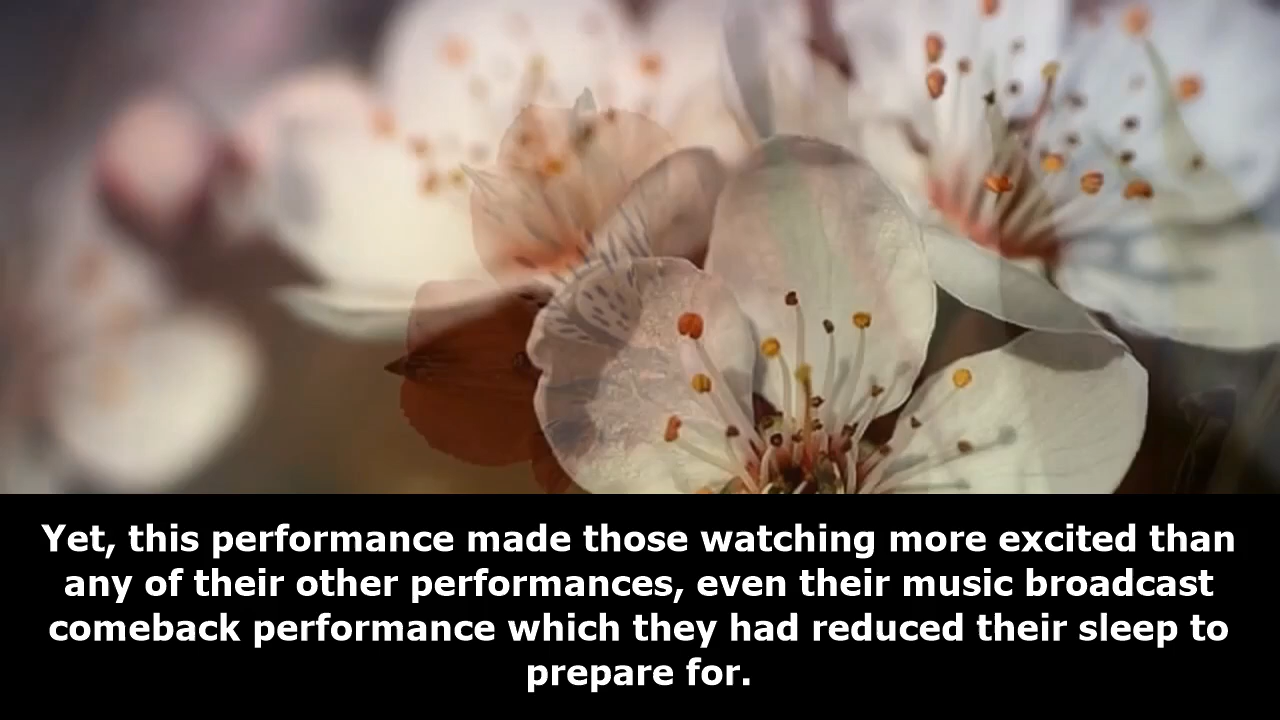 Yet, this performance made those watching more excited than
any of their other performances, even their music broadcast
comeback performance which they had reduced their sleep to
prepare for.